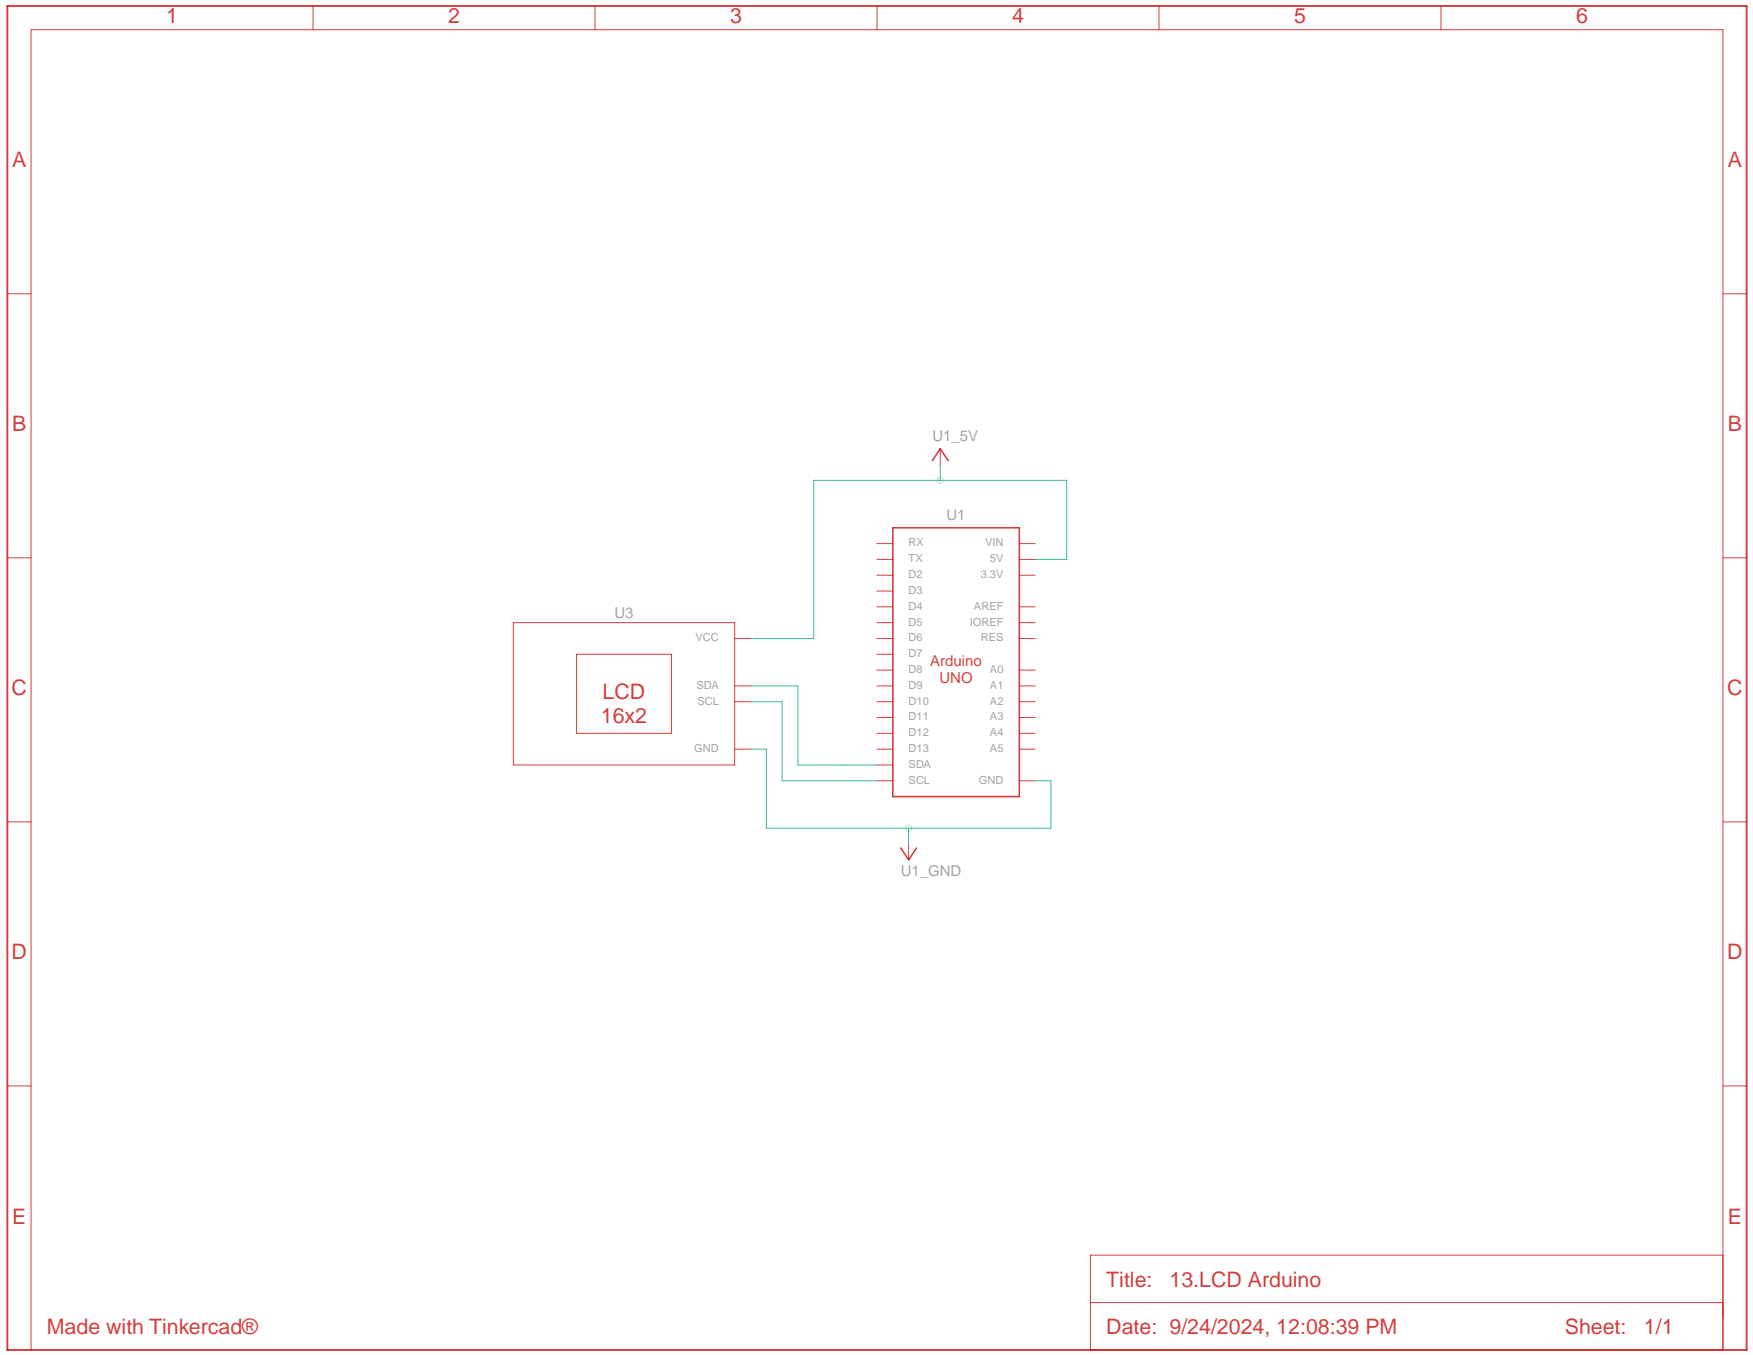 1 2 3 4 5 6
A A
B B
U1_5V
U1
RX VIN
TX 5V
D2 3.3V
D3
D4 AREF
D5 IOREF
D6 RES
D7
D8 A0
D9 A1
D10 A2
D11 A3
D12 A4
D13 A5
SDA
SCL GND
Arduino
UNO
U3
VCC
SDA
SCL
GND
LCD
16x2
C C
U1_GND
D D
E E
Title: 13.LCD Arduino
Made with Tinkercad®
Date: 9/24/2024, 12:08:39 PM Sheet: 1/1